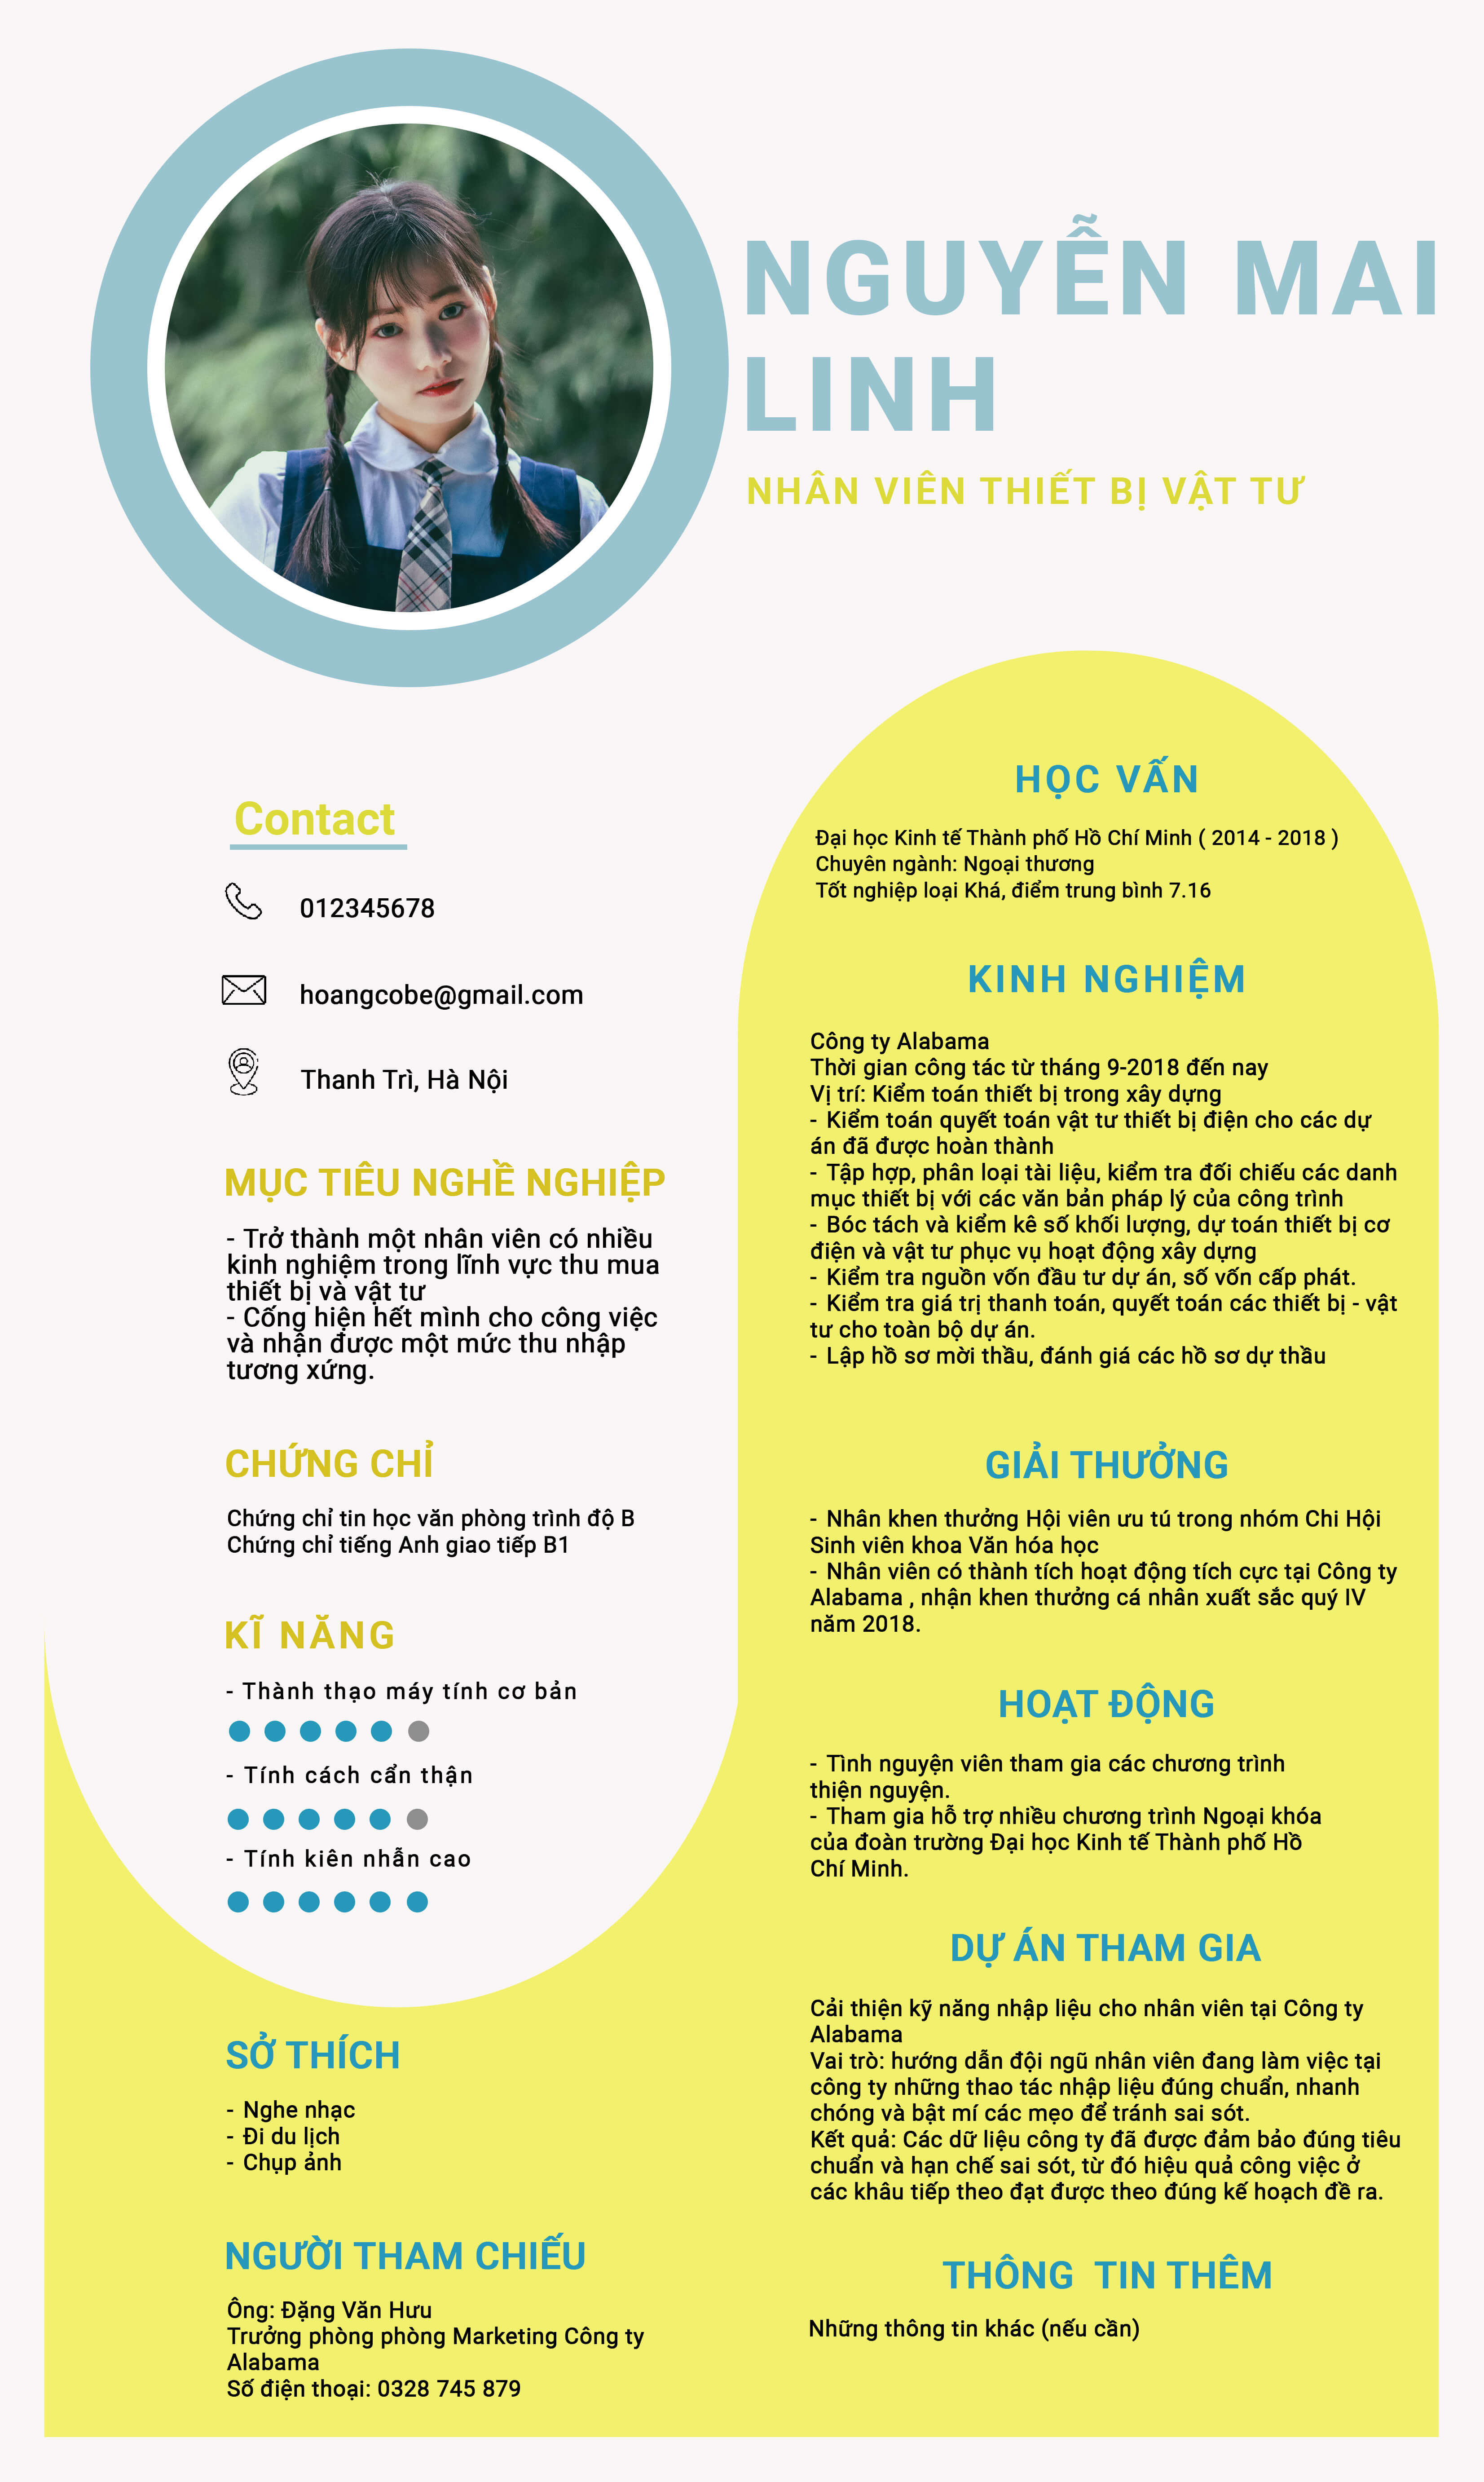 NGUYỄN MAI
LINH
NHÂN VIÊN THIẾT BỊ VẬT TƯ
Contact
012345678
hoangcobe@gmail.com
Thanh Trì, Hà Nội
MỤC TIÊU NGHỀ NGHIỆP
- Trở thành một nhân viên có nhiều
kinh nghiệm trong lĩnh vực thu mua
thiết bị và vật tư
- Cống hiện hết mình cho công việc
và nhận được một mức thu nhập
tương xứng.
CHỨNG CHỈ
Chứng chỉ tin học văn phòng trình độ B
Chứng chỉ tiếng Anh giao tiếp B1
KĨ NĂNG
- Thành thạo máy tính cơ bản
- Tính cách cẩn thận
- Tính kiên nhẫn cao
SỞ THÍCH
- Nghe nhạc
- Đi du lịch
- Chụp ảnh
NGƯỜI THAM CHIẾU
Ông: Đặng Văn Hưu
Trưởng phòng phòng Marketing Công ty
Alabama
Số điện thoại: 0328 745 879
HỌC VẤN
Đại học Kinh tế Thành phố Hồ Chí Minh ( 2014 - 2018 )
Chuyên ngành: Ngoại thương
Tốt nghiệp loại Khá, điểm trung bình 7.16
KINH NGHIỆM
Công ty Alabama
Thời gian công tác từ tháng 9-2018 đến nay
Vị trí: Kiểm toán thiết bị trong xây dựng
- Kiểm toán quyết toán vật tư thiết bị điện cho các dự
án đã được hoàn thành
- Tập hợp, phân loại tài liệu, kiểm tra đối chiếu các danh
mục thiết bị với các văn bản pháp lý của công trình
- Bóc tách và kiểm kê số khối lượng, dự toán thiết bị cơ
điện và vật tư phục vụ hoạt động xây dựng
- Kiểm tra nguồn vốn đầu tư dự án, số vốn cấp phát.
- Kiểm tra giá trị thanh toán, quyết toán các thiết bị - vật
tư cho toàn bộ dự án.
- Lập hồ sơ mời thầu, đánh giá các hồ sơ dự thầu
GIẢI THƯỞNG
- Nhân khen thưởng Hội viên ưu tú trong nhóm Chi Hội
Sinh viên khoa Văn hóa học
- Nhân viên có thành tích hoạt động tích cực tại Công ty
Alabama , nhận khen thưởng cá nhân xuất sắc quý IV
năm 2018.
HOẠT ĐỘNG
- Tình nguyện viên tham gia các chương trình
thiện nguyện.
- Tham gia hỗ trợ nhiều chương trình Ngoại khóa
của đoàn trường Đại học Kinh tế Thành phố Hồ
Chí Minh.
DỰ ÁN THAM GIA
Cải thiện kỹ năng nhập liệu cho nhân viên tại Công ty
Alabama
Vai trò: hướng dẫn đội ngũ nhân viên đang làm việc tại
công ty những thao tác nhập liệu đúng chuẩn, nhanh
chóng và bật mí các mẹo để tránh sai sót.
Kết quả: Các dữ liệu công ty đã được đảm bảo đúng tiêu
chuẩn và hạn chế sai sót, từ đó hiệu quả công việc ở
các khâu tiếp theo đạt được theo đúng kế hoạch đề ra.
THÔNG TIN THÊM
Những thông tin khác (nếu cần)